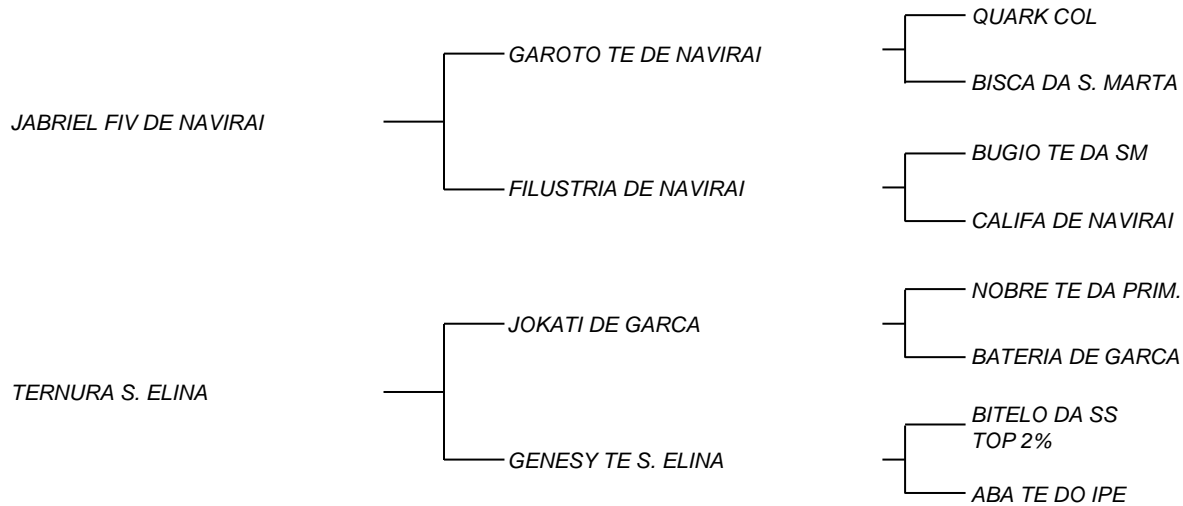 QUARK COL
GAROTO TE DE NAVIRAI
BISCA DA S. MARTA
JABRIEL FIV DE NAVIRAI
BUGIO TE DA SM
FILUSTRIA DE NAVIRAI
CALIFA DE NAVIRAI
NOBRE TE DA PRIM.
JOKATI DE GARCA
BATERIA DE GARCA
TERNURA S. ELINA
BITELO DA SS
TOP 2%
GENESY TE S. ELINA
ABA TE DO IPE